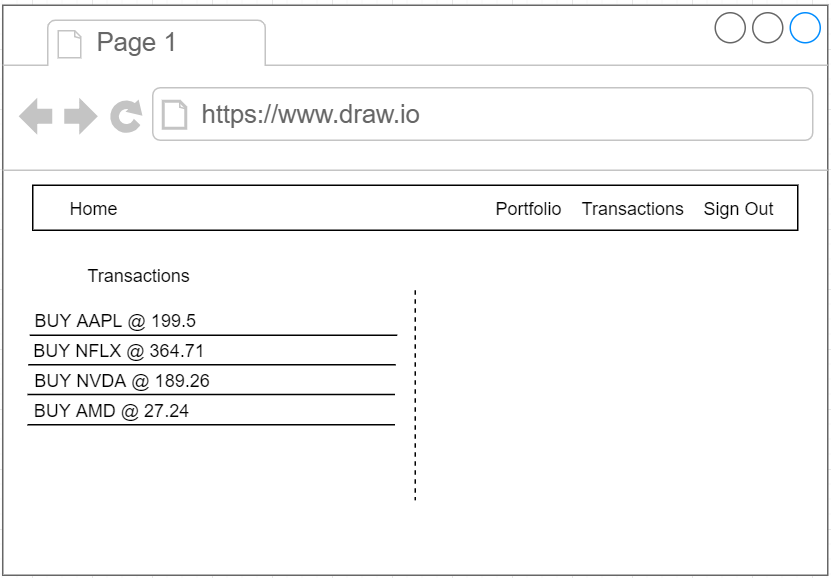 Page 1
https://www.draw.io
Home Portfolio Transactions Sign Out
Transactions
BUY AAPL @ 199.5
BUY NFLX @ 364.71
BUY NVDA @ 189.26
BUY AMD @ 27.24